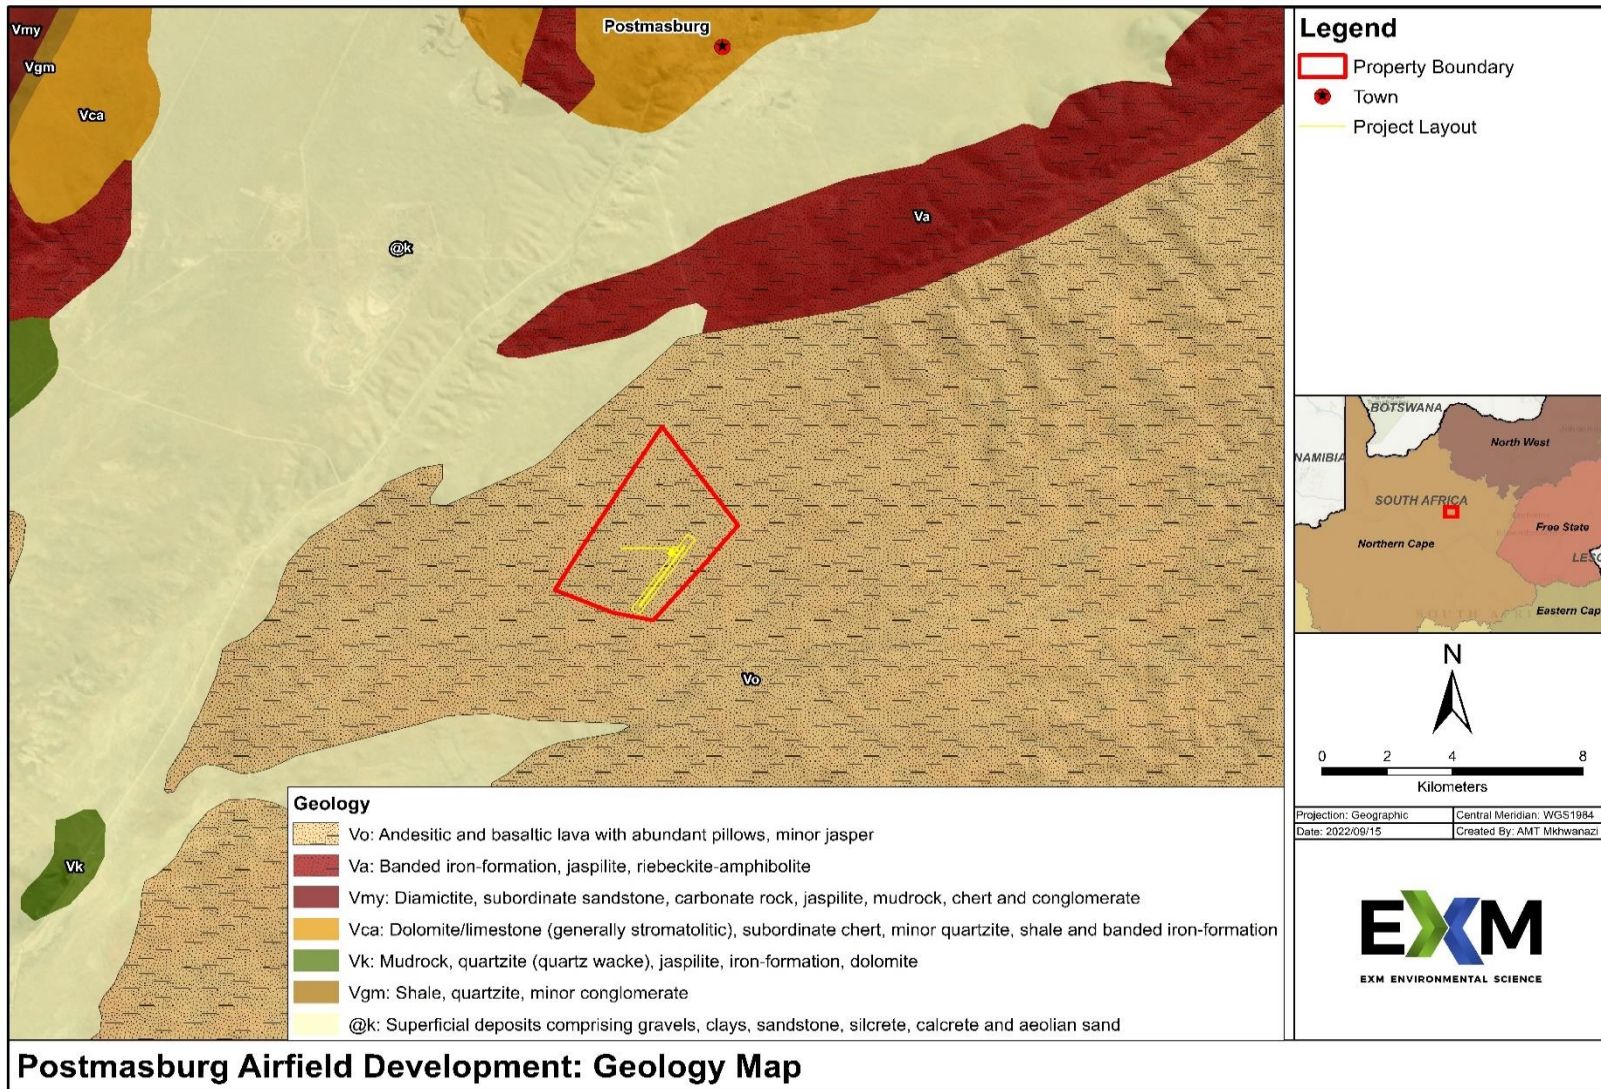 Vmy
Vgm
Vca
Postmasburg
Va
@k
Vo
Vk
Geology
Vo: Andesitic and basaltic lava with abundant pillows, minor jasper
Va: Banded iron-formation, jaspilite, riebeckite-amphibolite
Vmy: Diamictite, subordinate sandstone, carbonate rock, jaspilite, mudrock, chert and conglomerate
Vca: Dolomite/limestone (generally stromatolitic), subordinate chert, minor quartzite, shale and banded iron-formation
Vk: Mudrock, quartzite (quartz wacke), jaspilite, iron-formation, dolomite
Vgm: Shale, quartzite, minor conglomerate
@k: Superficial deposits comprising gravels, clays, sandstone, silcrete, calcrete and aeolian sand
Postmasburg Airfield Development: Geology Map
Legend
Property Boundary
Town
Project Layout
BOTSWANA
North West
NAMIBIA
SOUTH AFRICA
Free State
Northern Cape
LESO
Eastern Cap
N
0 2 4 8
Kilometers
Projection: Geographic Central Meridian: WGS1984
Date: 2022/09/15 Created By: AMT Mkhwanazi
EXM
EXM ENVIRONMENTAL SCIENCE